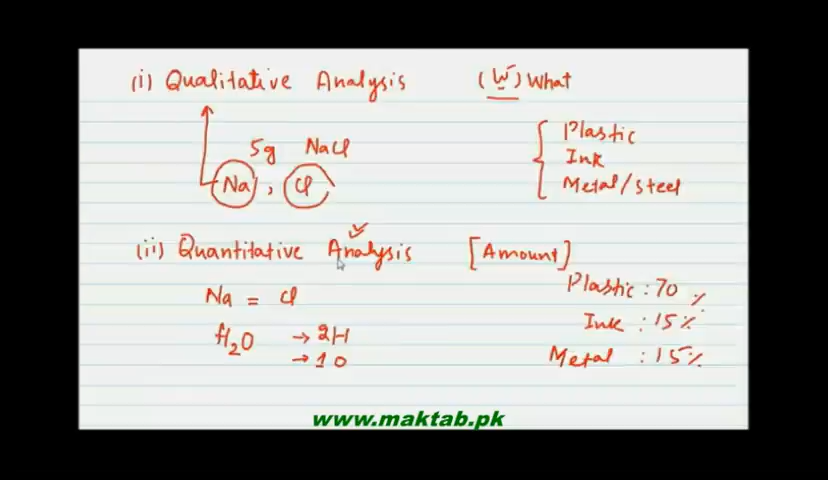 (i) Qualitative Analysis (W) What
5g NaCl
Na, Cl
Plastic
Ink
Metal/Steel
(ii) Quantitative Analysis [Amount]
Na = Cl
H₂O → 2H
→ 1 O
Plastic : 70 %
Ink : 15 %
Metal : 15 %
www.maktab.pk